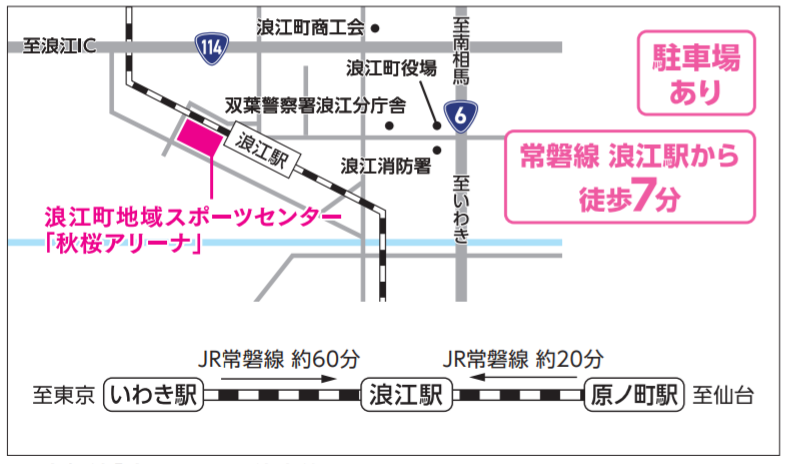 浪江町商工会
至浪江IC
114
至南相馬
駐車場
あり
浪江町役場
双葉警察署浪江分庁舎
6
浪江駅
浪江消防署
常磐線 浪江駅から
徒歩7分
至いわき
浪江町地域スポーツセンター
「秋桜アリーナ」
JR常磐線 約60分
JR常磐線 約20分
至東京
いわき駅
浪江駅
原ノ町駅
至仙台